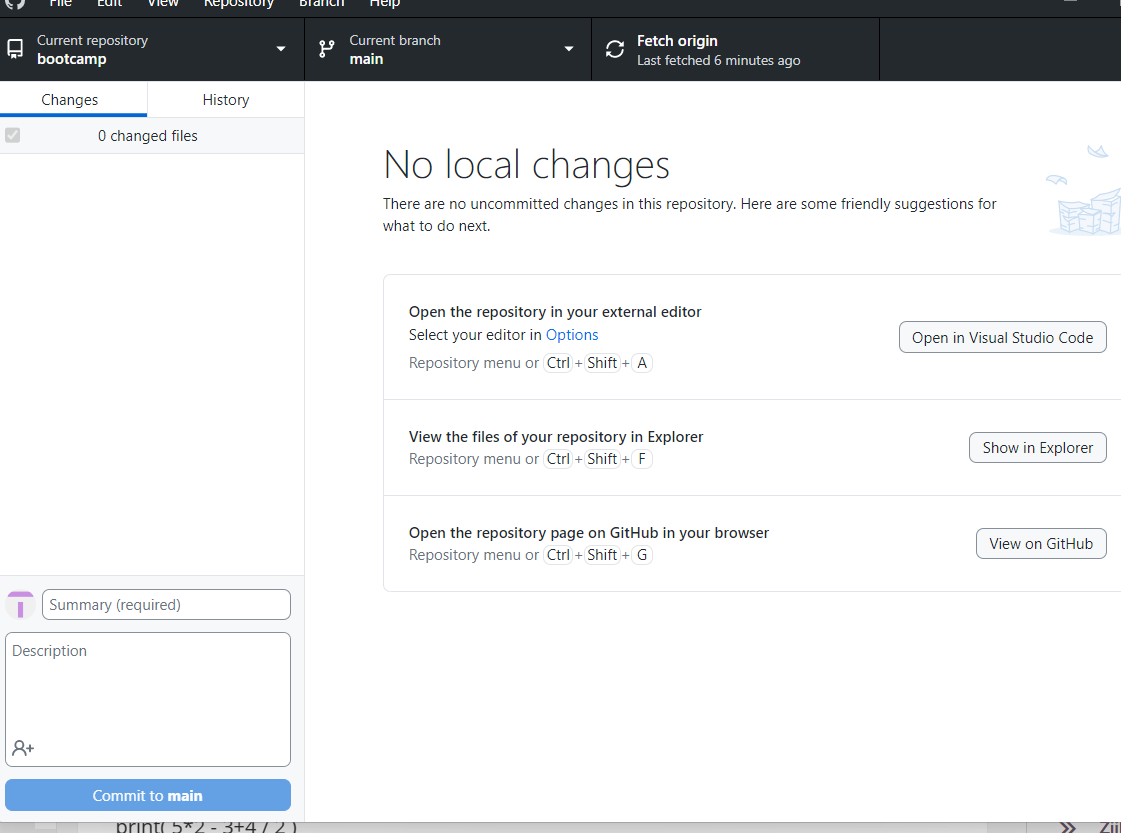 File Edit View Repository Branch Help
Current repository
bootcamp
Current branch
main
Fetch origin
Last fetched 6 minutes ago
Changes
History
0 changed files
No local changes
There are no uncommitted changes in this repository. Here are some friendly suggestions for
what to do next.
Open the repository in your external editor
Select your editor in Options
Repository menu or Ctrl + Shift + A
Open in Visual Studio Code
View the files of your repository in Explorer
Repository menu or Ctrl + Shift + F
Show in Explorer
Open the repository page on GitHub in your browser
Repository menu or Ctrl + Shift + G
View on GitHub
Summary (required)
Description
Commit to main
print( 5*2 - 3+4 / 2 )